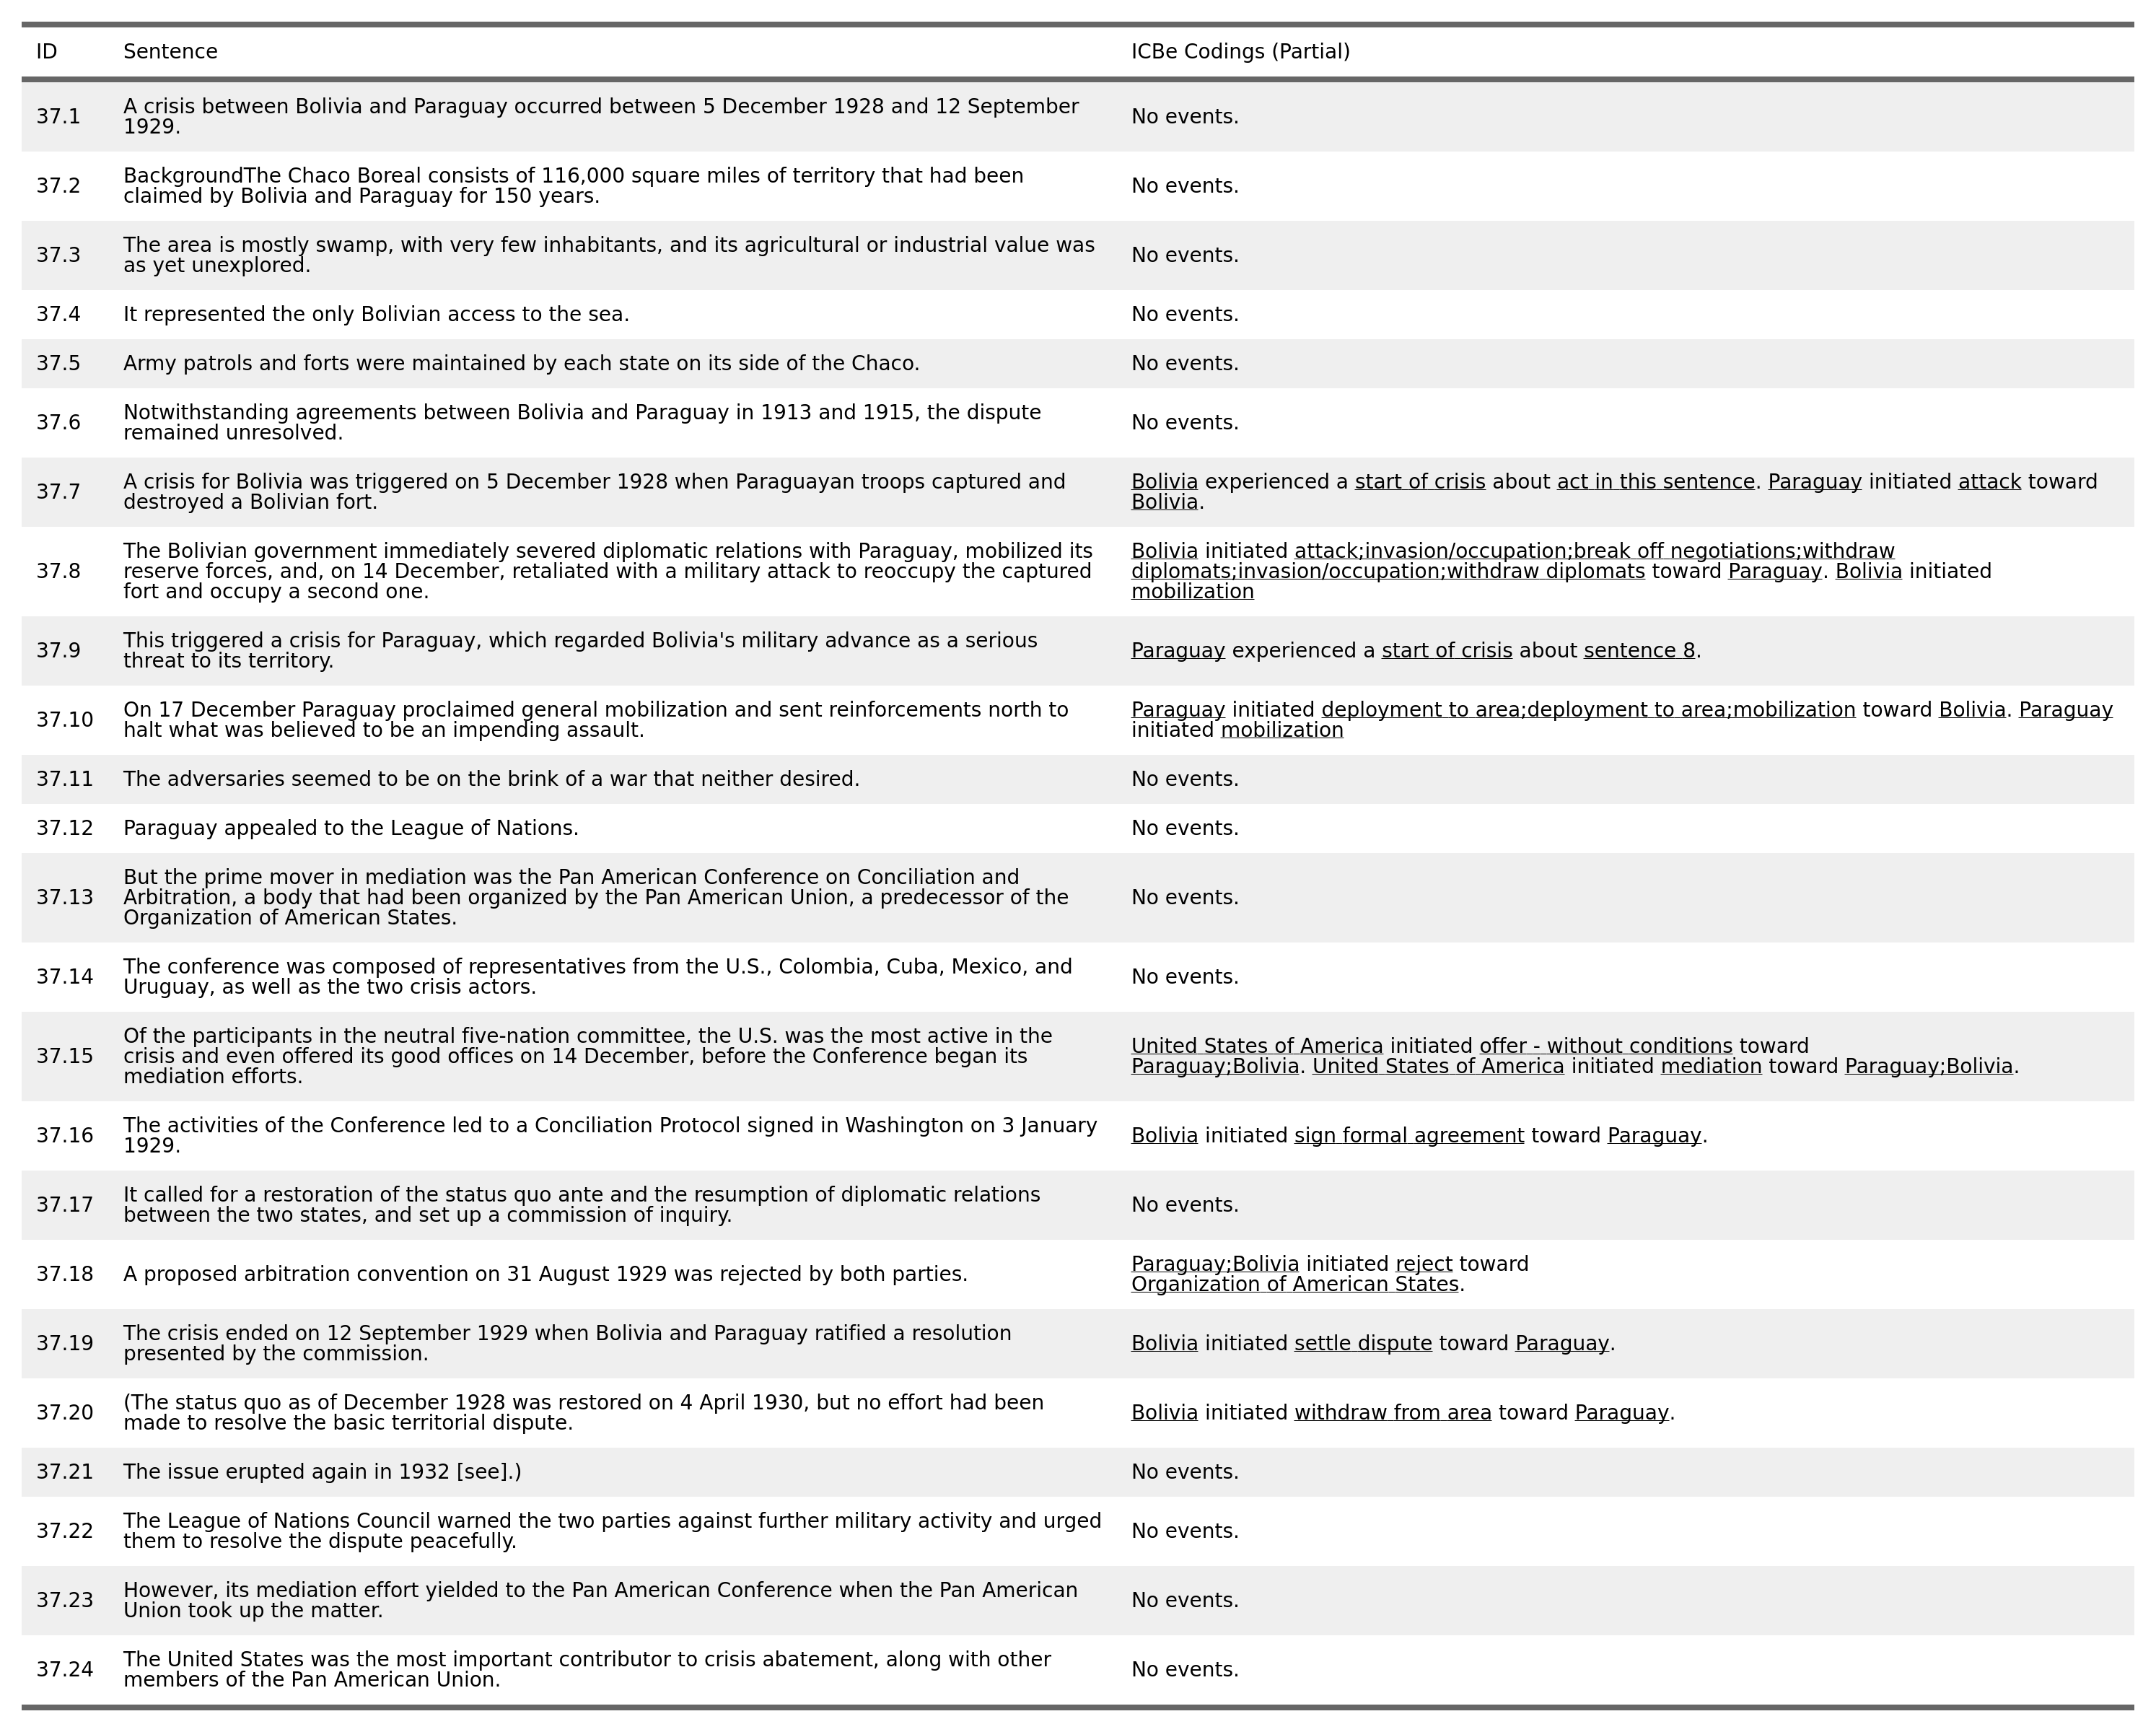 ID Sentence ICBe Codings (Partial)
37.1 A crisis between Bolivia and Paraguay occurred between 5 December 1928 and 12 September
1929. No events.
37.2 BackgroundThe Chaco Boreal consists of 116,000 square miles of territory that had been
claimed by Bolivia and Paraguay for 150 years. No events.
37.3 The area is mostly swamp, with very few inhabitants, and its agricultural or industrial value was
as yet unexplored. No events.
37.4 It represented the only Bolivian access to the sea. No events.
37.5 Army patrols and forts were maintained by each state on its side of the Chaco. No events.
37.6 Notwithstanding agreements between Bolivia and Paraguay in 1913 and 1915, the dispute
remained unresolved. No events.
37.7 A crisis for Bolivia was triggered on 5 December 1928 when Paraguayan troops captured and
destroyed a Bolivian fort.
Bolivia experienced a start of crisis about act in this sentence. Paraguay initiated attack toward
Bolivia.
37.8 The Bolivian government immediately severed diplomatic relations with Paraguay, mobilized its
reserve forces, and, on 14 December, retaliated with a military attack to reoccupy the captured
fort and occupy a second one.
Bolivia initiated attack;invasion/occupation;break off negotiations;withdraw
diplomats;invasion/occupation;withdraw diplomats toward Paraguay. Bolivia initiated
mobilization
37.9 This triggered a crisis for Paraguay, which regarded Bolivia's military advance as a serious
threat to its territory.
Paraguay experienced a start of crisis about sentence 8.
37.10 On 17 December Paraguay proclaimed general mobilization and sent reinforcements north to
halt what was believed to be an impending assault.
Paraguay initiated deployment to area;deployment to area;mobilization toward Bolivia. Paraguay
initiated mobilization
37.11 The adversaries seemed to be on the brink of a war that neither desired. No events.
37.12 Paraguay appealed to the League of Nations. No events.
37.13 But the prime mover in mediation was the Pan American Conference on Conciliation and
Arbitration, a body that had been organized by the Pan American Union, a predecessor of the
Organization of American States. No events.
37.14 The conference was composed of representatives from the U.S., Colombia, Cuba, Mexico, and
Uruguay, as well as the two crisis actors. No events.
37.15 Of the participants in the neutral five-nation committee, the U.S. was the most active in the
crisis and even offered its good offices on 14 December, before the Conference began its
mediation efforts.
United States of America initiated offer - without conditions toward
Paraguay;Bolivia. United States of America initiated mediation toward Paraguay;Bolivia.
37.16 The activities of the Conference led to a Conciliation Protocol signed in Washington on 3 January
1929.
Bolivia initiated sign formal agreement toward Paraguay.
37.17 It called for a restoration of the status quo ante and the resumption of diplomatic relations
between the two states, and set up a commission of inquiry. No events.
37.18 A proposed arbitration convention on 31 August 1929 was rejected by both parties.
Paraguay;Bolivia initiated reject toward
Organization of American States.
37.19 The crisis ended on 12 September 1929 when Bolivia and Paraguay ratified a resolution
presented by the commission.
Bolivia initiated settle dispute toward Paraguay.
37.20 (The status quo as of December 1928 was restored on 4 April 1930, but no effort had been
made to resolve the basic territorial dispute.
Bolivia initiated withdraw from area toward Paraguay.
37.21 The issue erupted again in 1932 [see].) No events.
37.22 The League of Nations Council warned the two parties against further military activity and urged
them to resolve the dispute peacefully. No events.
37.23 However, its mediation effort yielded to the Pan American Conference when the Pan American
Union took up the matter. No events.
37.24 The United States was the most important contributor to crisis abatement, along with other
members of the Pan American Union. No events.